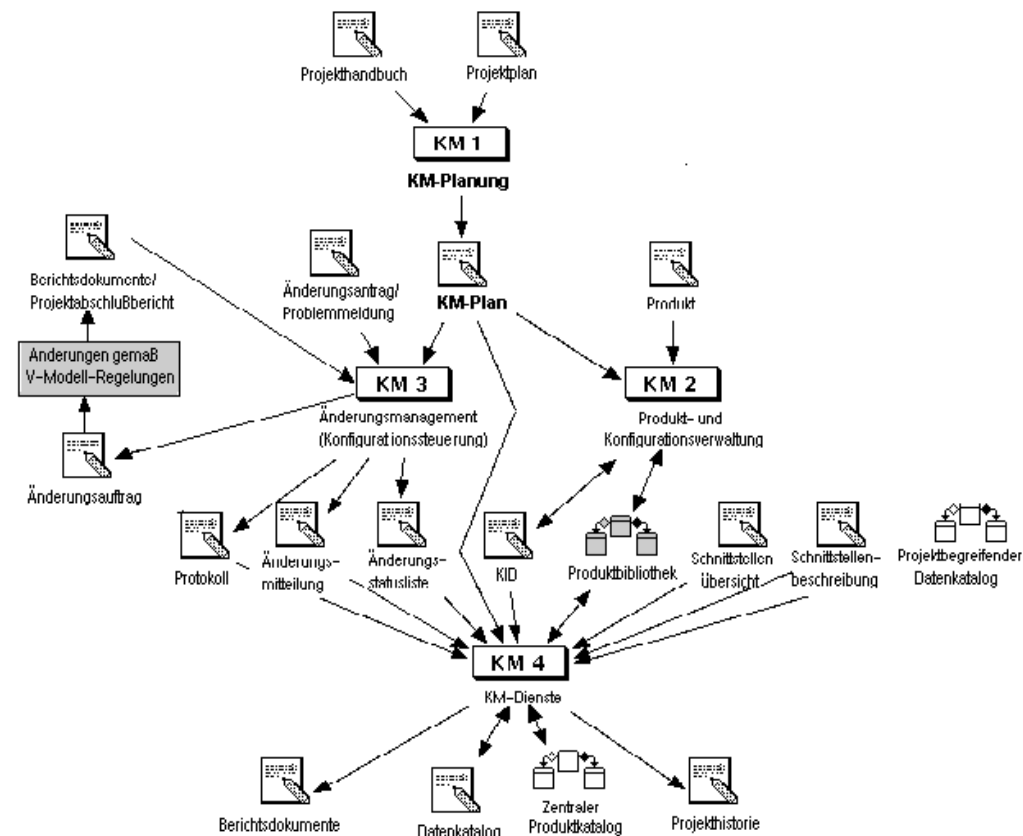 Projekthandbuch
Projektplan
KM 1
KM-Planung
Berichtsdokumente/
Projektabschlußbericht
Änderungsantrag/
Problemmeldung
KM-Plan
Produkt
Anderungen gemaß
V-Modell-Regelungen
KM 3
Änderungsmanagement
(Konfigurationssteuerung)
KM 2
Produkt- und
Konfigurationsverwaltung
Änderungsauftrag
Protokoll
Änderungs-
mitteilung
Änderungs-
statusliste
KID
Produktbibliothek
Schnittstellen
übersicht
Schnittstellen-
beschreibung
Projektbegreifender
Datenkatalog
KM 4
KM-Dienste
Berichtsdokumente
Datenkatalog
Zentraler
Produktkatalog
Projekthistorie